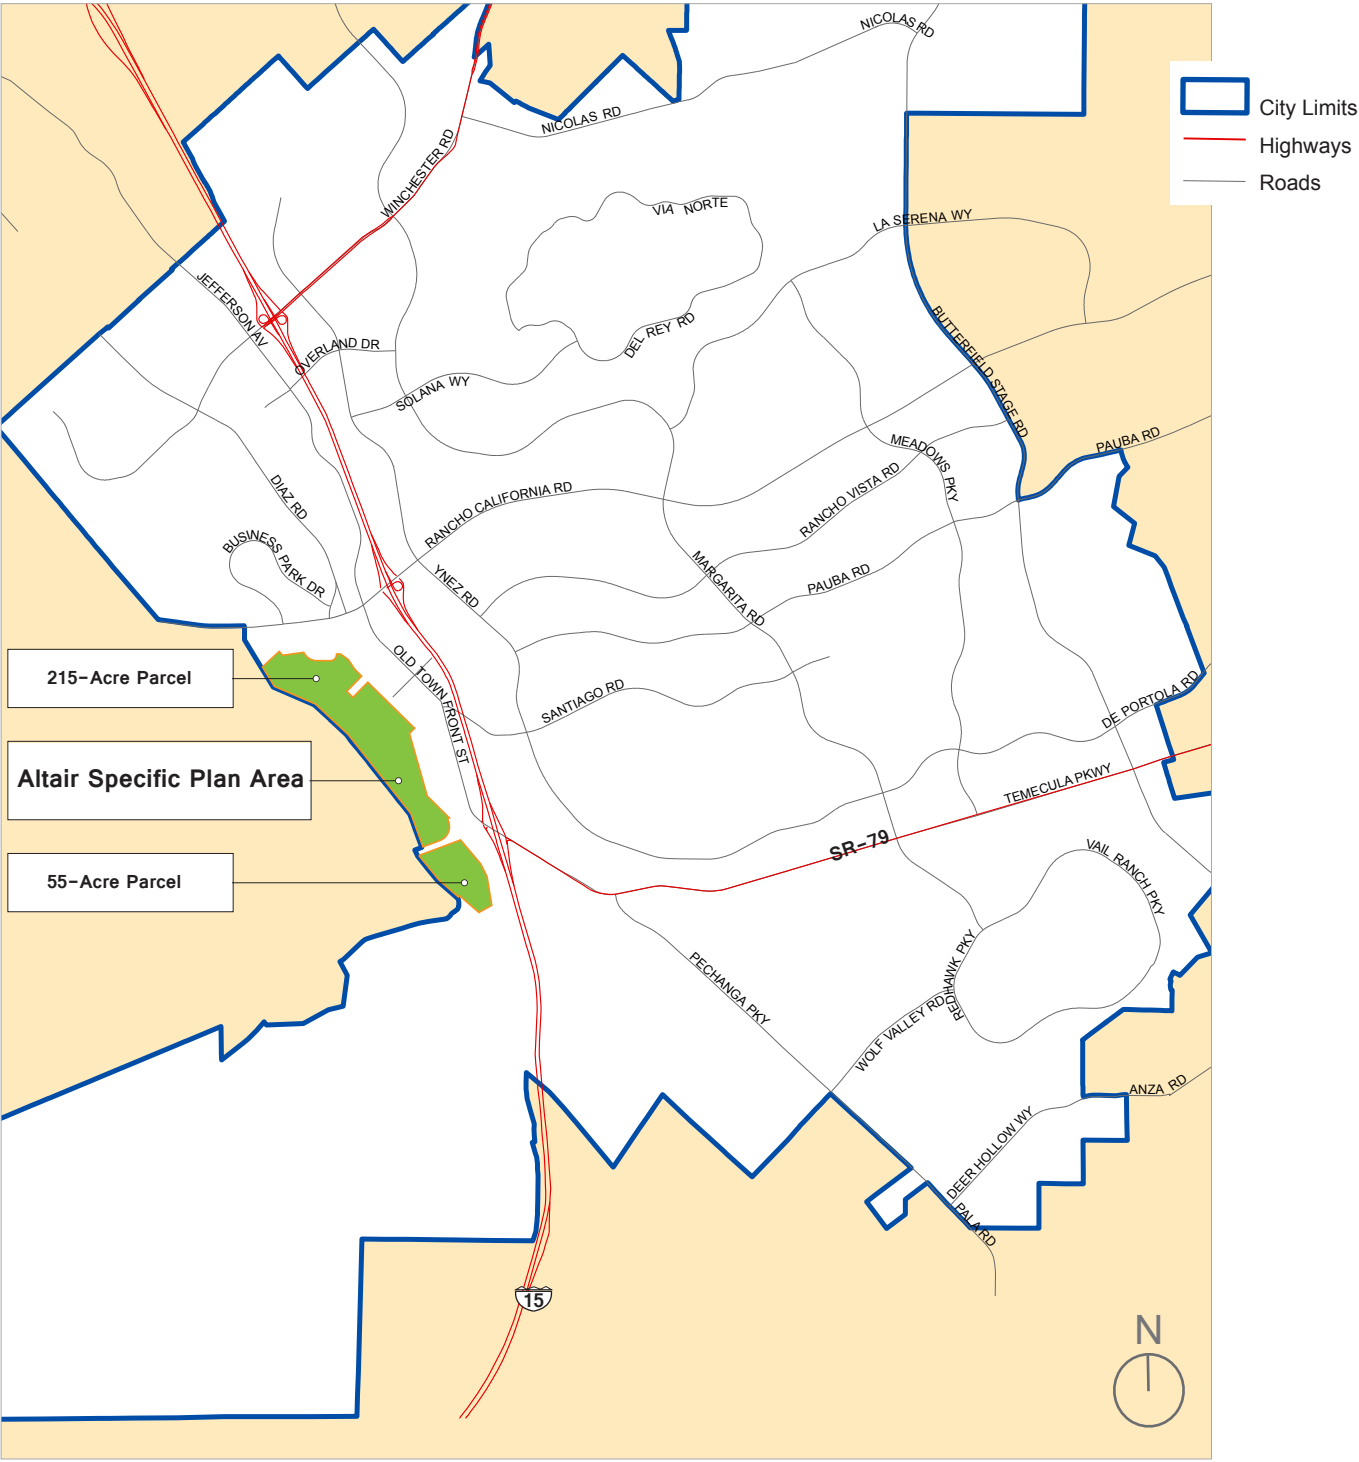 NICOLAS RD
NICOLAS RD
WINCHESTER RD
VIA NORTE
LA SERENA WY
JEFFERSON AV
OVERLAND DR
DEL REY RD
BUTTERFIELD STAGE RD
SOLANA WY
MEADOWS PKY
PAUBA RD
DIAZ RD
RANCHO CALIFORNIA RD
RANCHO VISTA RD
BUSINESS PARK DR
YNEZ RD
MARGARITA RD
PAUBA RD
OLD TOWN FRONT ST
SANTIAGO RD
DE PORTOLA RD
215-Acre Parcel
Altair Specific Plan Area
55-Acre Parcel
TEMECULA PKWY
SR-79
VAIL RANCH PKY
REDHAWK PKY
PECHANGA PKY
WOLF VALLEY RD
ANZA RD
DEER HOLLOW WY
PALA RD
15
N
City Limits
Highways
Roads